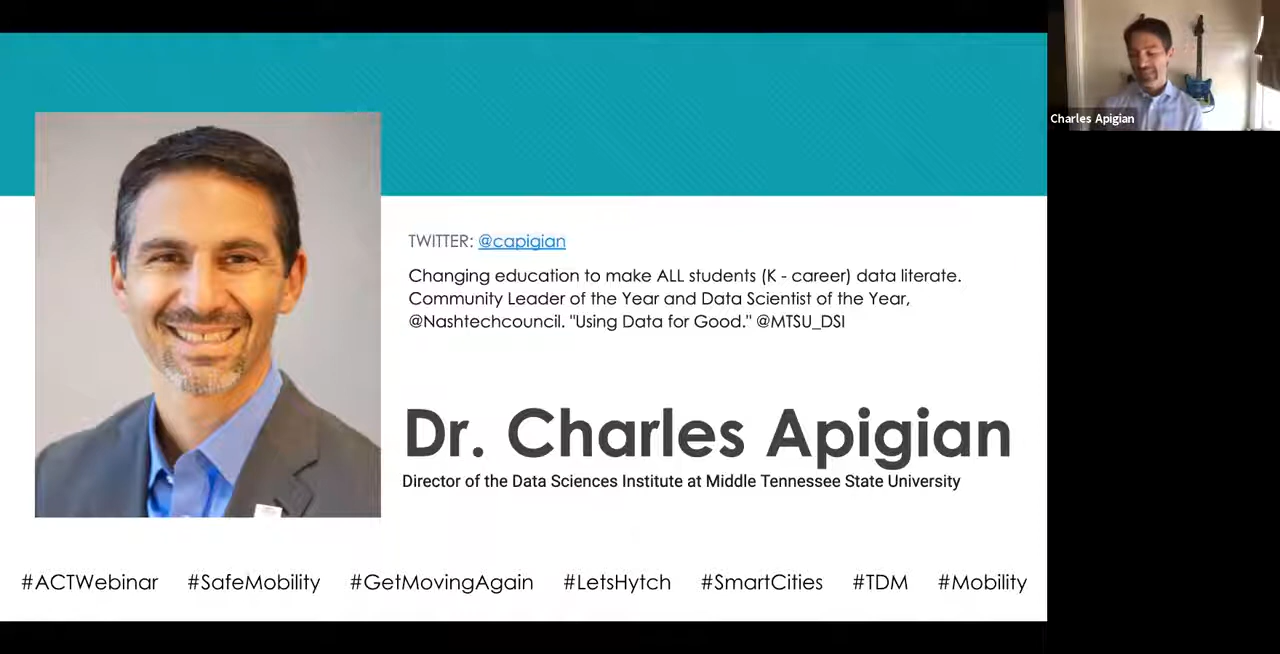 TWITTER: @capigian
Changing education to make ALL students (K - career) data literate.
Community Leader of the Year and Data Scientist of the Year,
@Nashtechcouncil. "Using Data for Good." @MTSU_DSI
Dr. Charles Apigian
Director of the Data Sciences Institute at Middle Tennessee State University
#ACTWebinar #SafeMobility #GetMovingAgain #LetsHytch #SmartCities #TDM #Mobility
Charles Apigian